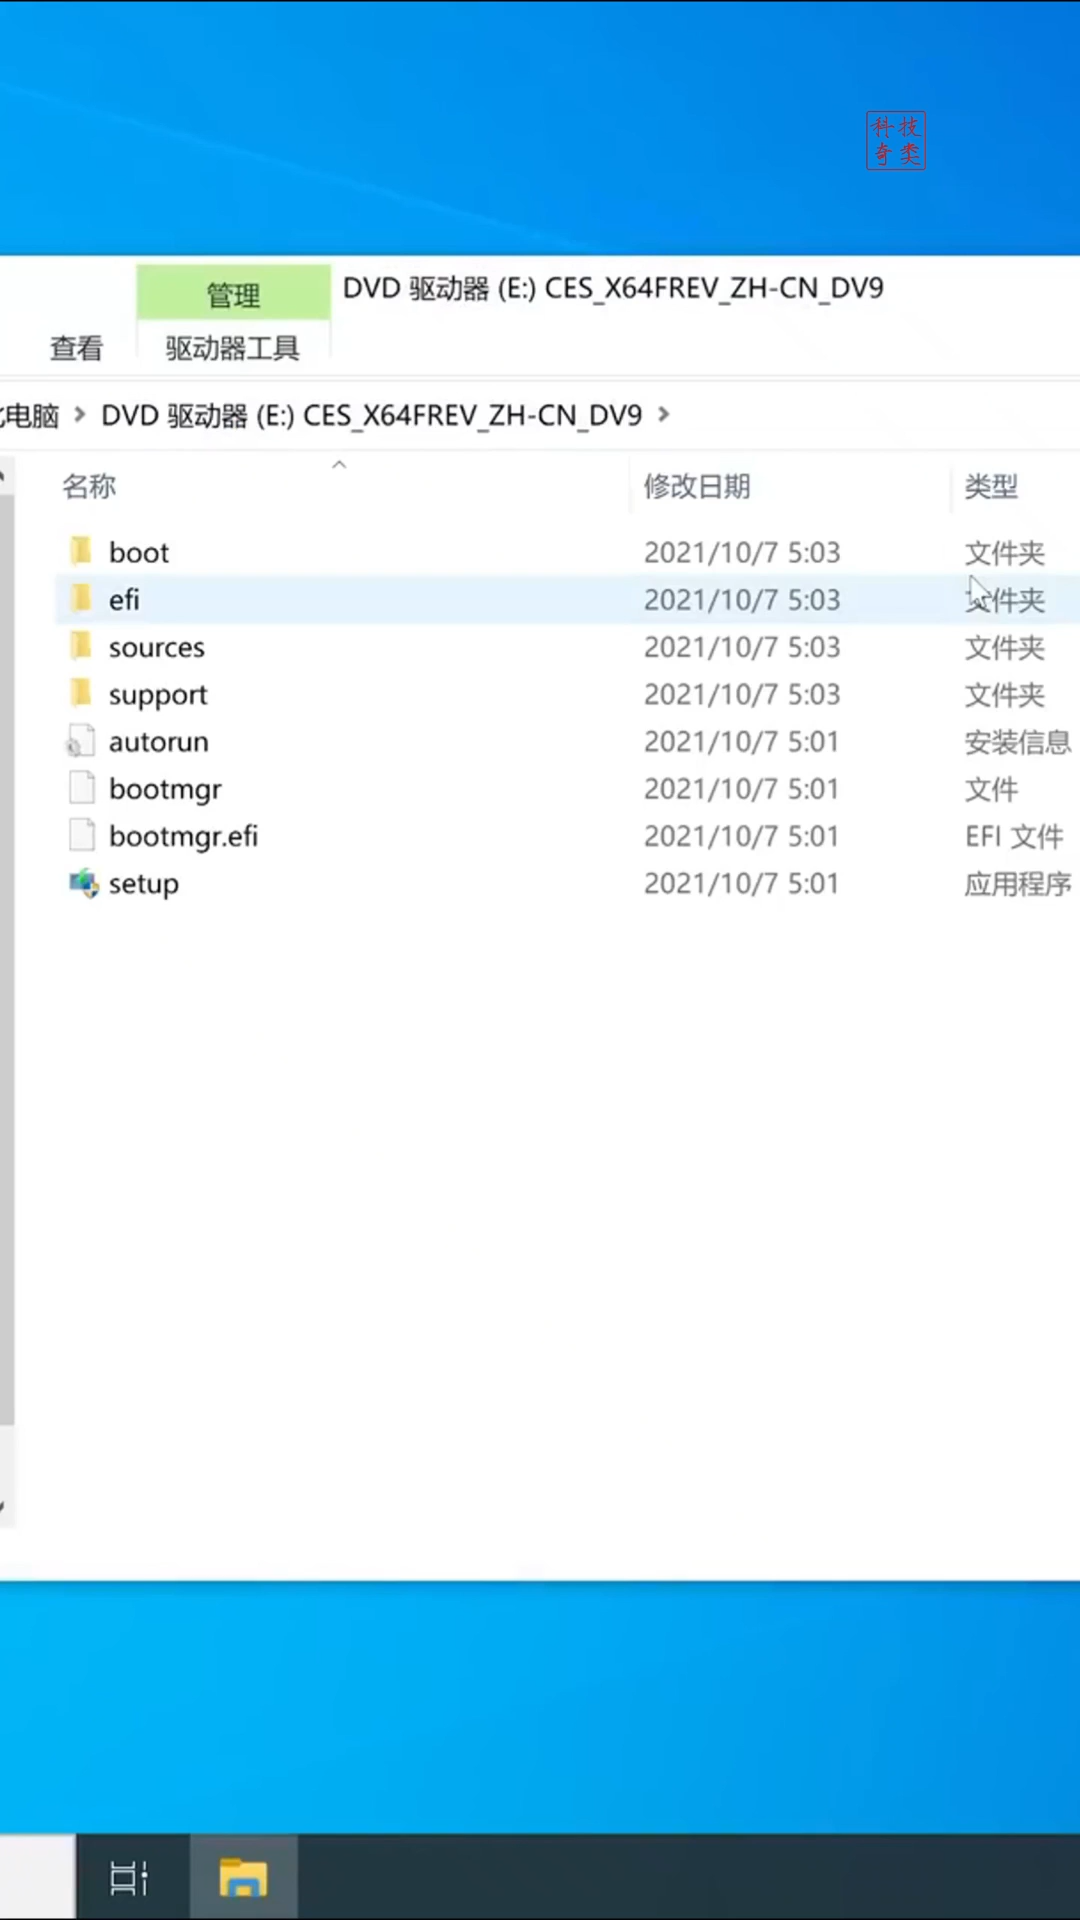 科技
奇类
管理
DVD 驱动器 (E:) CES_X64FREV_ZH-CN_DV9
查看
驱动器工具
电脑 > DVD 驱动器 (E:) CES_X64FREV_ZH-CN_DV9 >
名称 修改日期 类型
boot 2021/10/7 5:03 文件夹
efi 2021/10/7 5:03 文件夹
sources 2021/10/7 5:03 文件夹
support 2021/10/7 5:03 文件夹
autorun 2021/10/7 5:01 安装信息
bootmgr 2021/10/7 5:01 文件
bootmgr.efi 2021/10/7 5:01 EFI 文件
setup 2021/10/7 5:01 应用程序